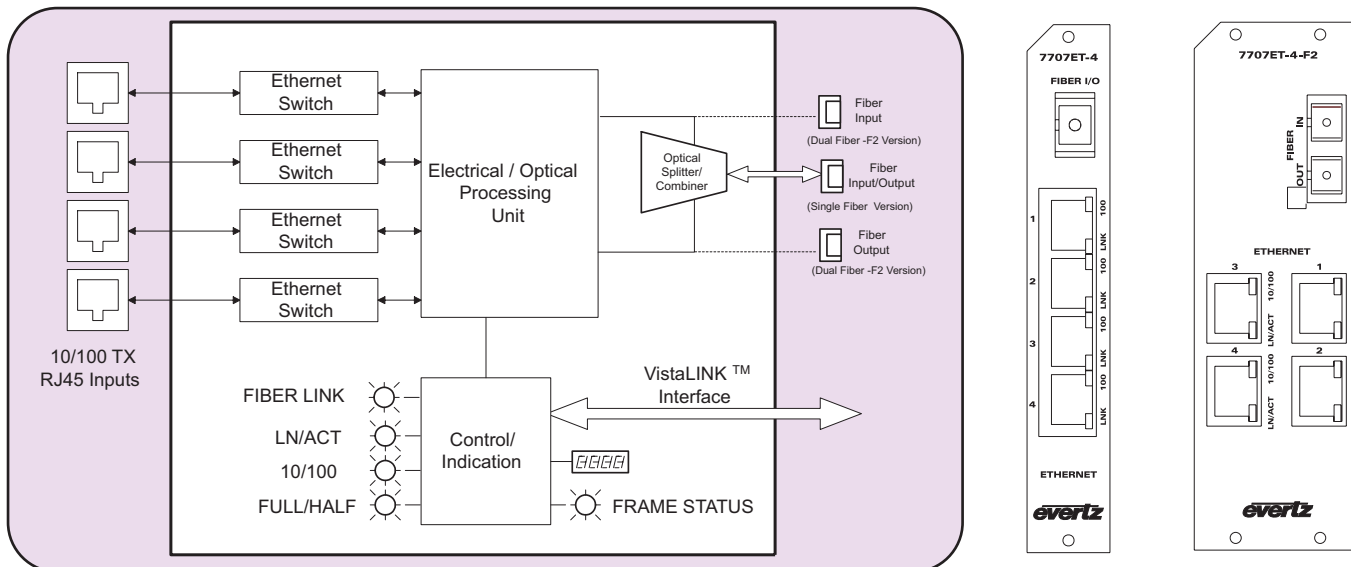 Ethernet
Switch
Ethernet
Switch
Ethernet
Switch
Ethernet
Switch
10/100 TX
RJ45 Inputs
Electrical / Optical
Processing
Unit
Optical
Splitter/
Combiner
Fiber
Input
(Dual Fiber -F2 Version)
Fiber
Input/Output
(Single Fiber Version)
Fiber
Output
(Dual Fiber -F2 Version)
FIBER LINK
LN/ACT
10/100
FULL/HALF
Control/
Indication
VistaLINK TM
Interface
FRAME STATUS
7707ET-4
FIBER I/O
1
100
LNK
2
100
LNK
3
100
LNK
4
100
LNK
ETHERNET
evertz
7707ET-4-F2
FIBER
IN
OUT
ETHERNET
3
10/100
LN/ACT
1
4
10/100
LN/ACT
2
evertz